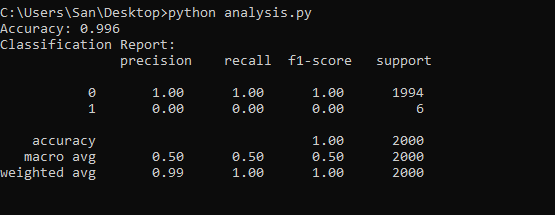 C:\Users\San\Desktop>python analysis.py
Accuracy: 0.996
Classification Report:
              precision    recall  f1-score   support

           0       1.00      1.00      1.00      1994
           1       0.00      0.00      0.00         6

    accuracy                           1.00      2000
   macro avg       0.50      0.50      0.50      2000
weighted avg       0.99      1.00      1.00      2000